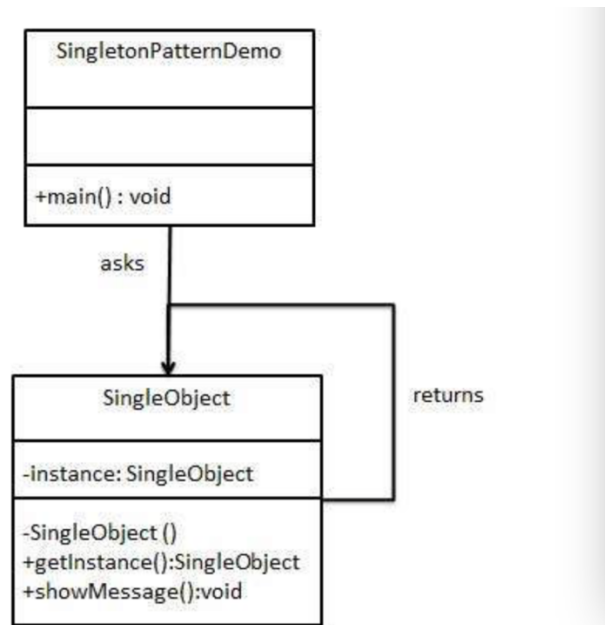 SingletonPatternDemo
+main() : void
asks
SingleObject
returns
-instance: SingleObject
-SingleObject ()
+getInstance():SingleObject
+showMessage():void